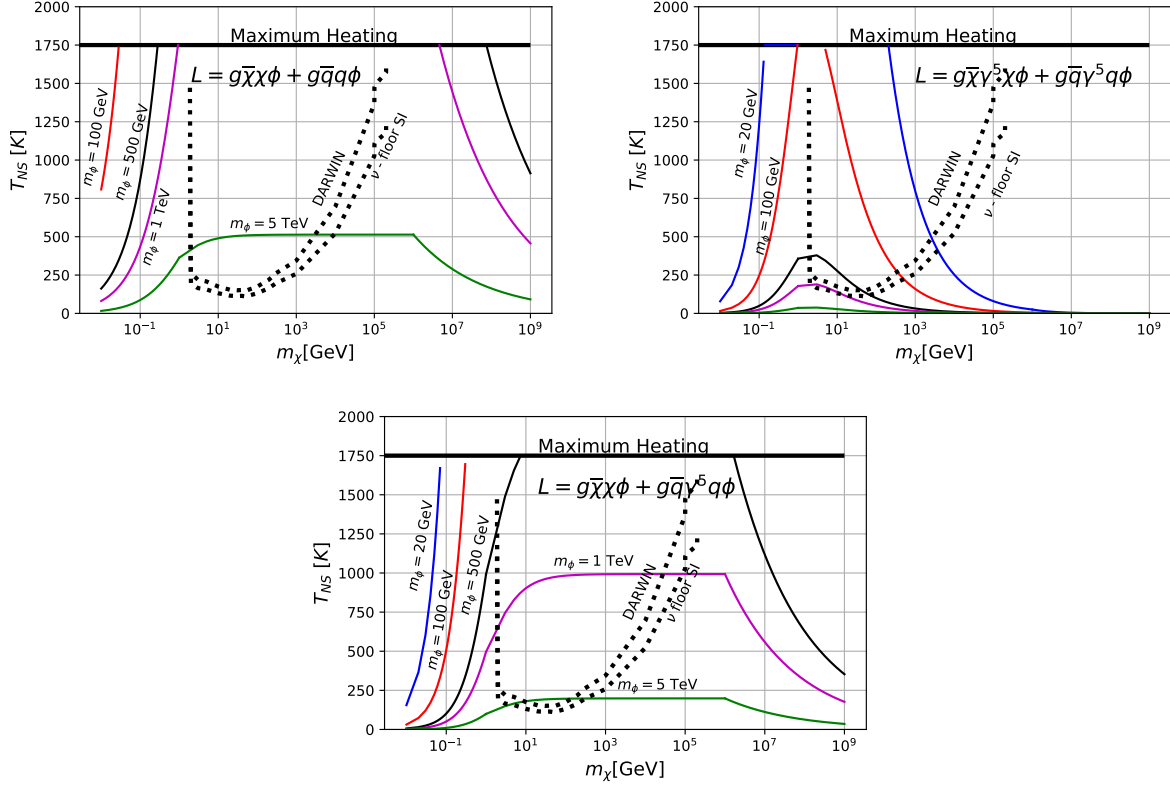 2000
1750
1500
1250
1000
750
500
250
0
T_{NS} [K]
Maximum Heating
L = gχ̅χϕ + gq̅qϕ
m_ϕ = 100 GeV
m_ϕ = 500 GeV
m_ϕ = 1 TeV
m_ϕ = 5 TeV
DARWIN
ν - floor SI
10^{-1}
10^{1}
10^{3}
10^{5}
10^{7}
10^{9}
m_χ[GeV]
2000
1750
1500
1250
1000
750
500
250
0
T_{NS} [K]
Maximum Heating
L = gχ̅γ^5χϕ + gq̅γ^5qϕ
m_ϕ = 20 GeV
m_ϕ = 100 GeV
DARWIN
ν - floor SI
10^{-1}
10^{1}
10^{3}
10^{5}
10^{7}
10^{9}
m_χ[GeV]
2000
1750
1500
1250
1000
750
500
250
0
T_{NS} [K]
Maximum Heating
L = gχ̅χϕ + gq̅γ^5qϕ
m_ϕ = 20 GeV
m_ϕ = 100 GeV
m_ϕ = 500 GeV
m_ϕ = 1 TeV
m_ϕ = 5 TeV
DARWIN
ν floor SI
10^{-1}
10^{1}
10^{3}
10^{5}
10^{7}
10^{9}
m_χ[GeV]